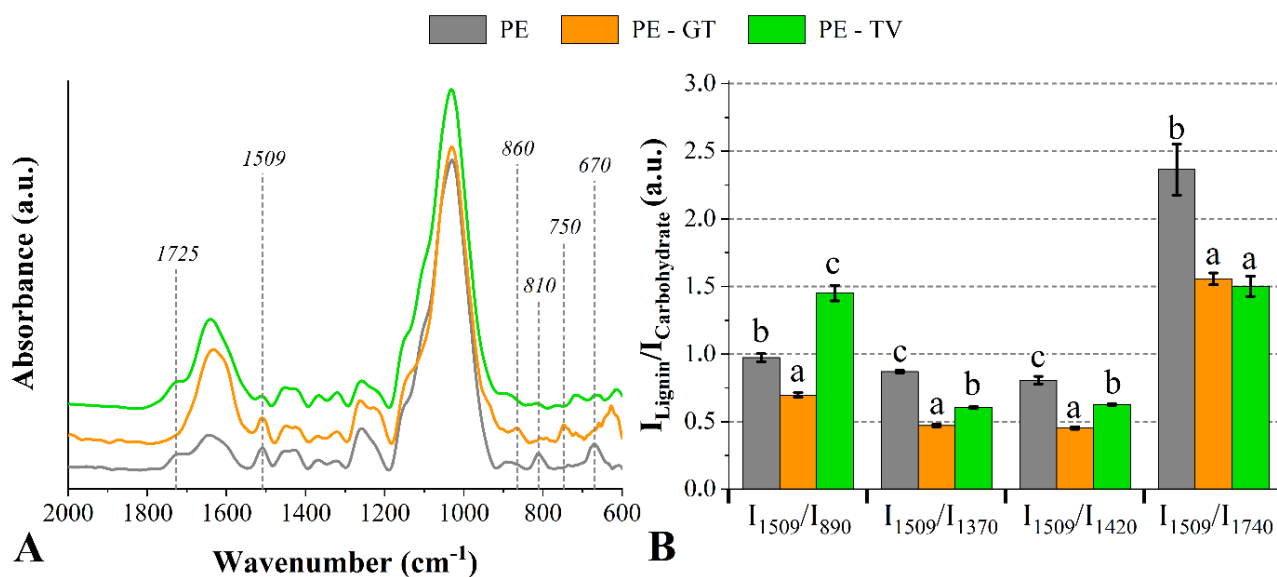 PE PE - GT PE - TV
Absorbance (a.u.)
1725
1509
860
810
750
670
2000 1800 1600 1400 1200 1000 800 600
Wavenumber (cm⁻¹)
A
I_Lignin/I_Carbohydrate (a.u.)
3.0
2.5
2.0
1.5
1.0
0.5
0.0
b a c
c a b
c a b
b a a
I₁₅₀₉/I₈₉₀ I₁₅₀₉/I₁₃₇₀ I₁₅₀₉/I₁₄₂₀ I₁₅₀₉/I₁₇₄₀
B